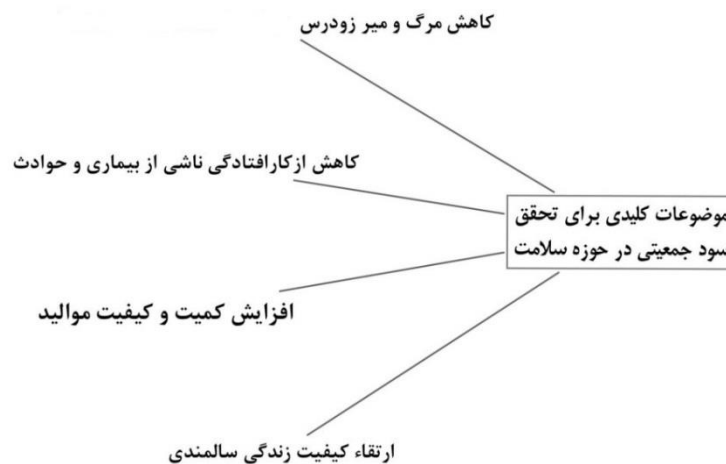 کاهش مرگ و میر زودرس
کاهش ازکارافتادگی ناشی از بیماری و حوادث
موضوعات کلیدی برای تحقق
سود جمعیتی در حوزه سلامت
افزایش کمیت و کیفیت موالید
ارتقاء کیفیت زندگی سالمندی